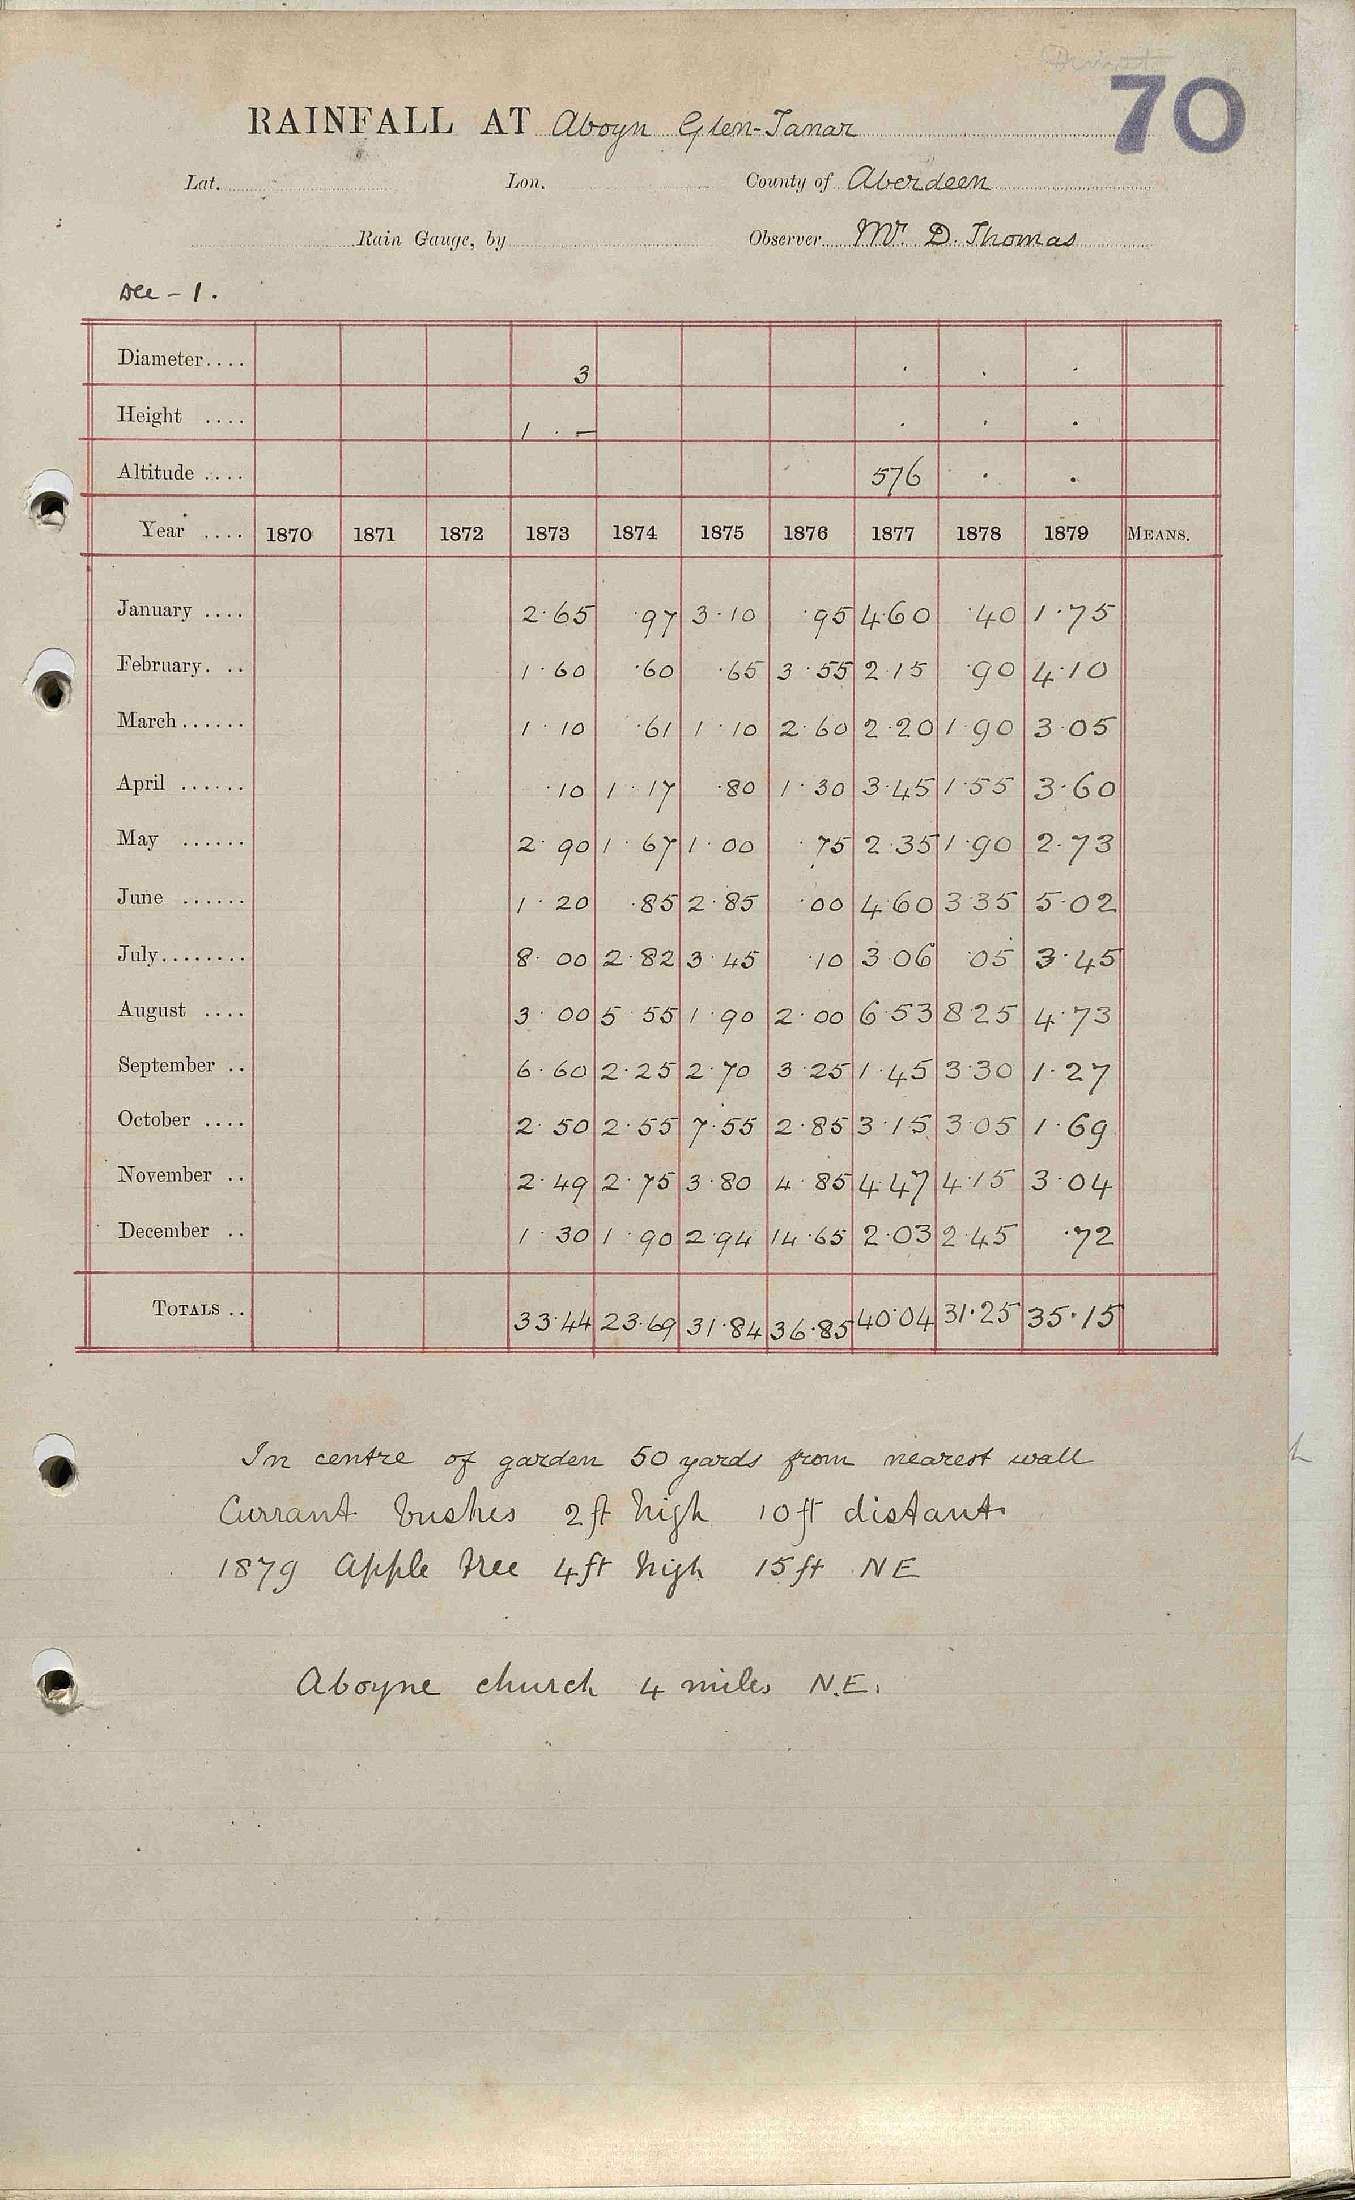 70
RAINFALL AT Aboyn Glen-Tanar
Lat. Lon. County of Aberdeen
Rain Gauge, by Observer Mr. D. Thomas
Dec - 1.
Diameter.... 3 . . .
Height .... 1 . — . . .
Altitude .... 576 . .
Year .... 1870 1871 1872 1873 1874 1875 1876 1877 1878 1879 MEANS.
January .... 2.65 .97 3.10 .95 4.60 .40 1.75
February. .. 1.60 .60 .65 3.55 2.15 .90 4.10
March...... 1.10 .61 1.10 2.60 2.20 1.90 3.05
April ...... .10 1.17 .80 1.30 3.45 1.55 3.60
May ...... 2.90 1.67 1.00 .75 2.35 1.90 2.73
June ...... 1.20 .85 2.85 .00 4.60 3.35 5.02
July........ 8.00 2.82 3.45 .10 3.06 .05 3.45
August .... 3.00 5.55 1.90 2.00 6.53 8.25 4.73
September .. 6.60 2.25 2.70 3.25 1.45 3.30 1.27
October .... 2.50 2.55 7.55 2.85 3.15 3.05 1.69
November .. 2.49 2.75 3.80 4.85 4.47 4.15 3.04
December .. 1.30 1.90 2.94 14.65 2.03 2.45 .72
TOTALS .. 33.44 23.69 31.84 36.85 40.04 31.25 35.15
In centre of garden 50 yards from nearest wall
Currant bushes 2 ft high 10 ft distant.
1879 Apple tree 4 ft high 15 ft NE
Aboyne church 4 miles N.E.